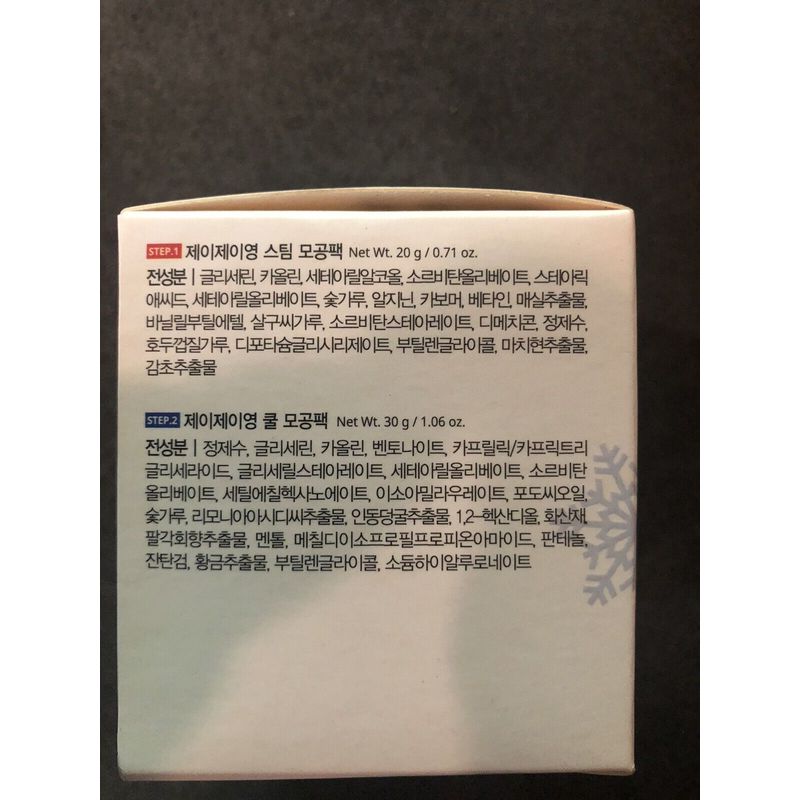 STEP.1 제이제이영 스팀 모공팩 Net Wt. 20 g / 0.71 oz.
전성분 | 글리세린, 카올린, 세테아릴알코올, 소르비탄올리베이트, 스테아릭
애씨드, 세테아릴올리베이트, 숯가루, 알지닌, 카보머, 베타인, 매실추출물,
바닐릴부틸에텔, 살구씨가루, 소르비탄스테아레이트, 디메치콘, 정제수,
호두껍질가루, 디포타슘글리시리제이트, 부틸렌글라이콜, 마치현추출물,
감초추출물
STEP.2 제이제이영 쿨 모공팩 Net Wt. 30 g / 1.06 oz.
전성분 | 정제수, 글리세린, 카올린, 벤토나이트, 카프릴릭/카프릭트리
글리세라이드, 글리세릴스테아레이트, 세테아릴올리베이트, 소르비탄
올리베이트, 세틸에칠헥사노에이트, 이소아밀라우레이트, 포도씨오일,
숯가루, 리모니아아시디씨추출물, 인동덩굴추출물, 1,2-헥산디올, 화산재,
팔각회향추출물, 멘톨, 메칠디이소프로필프로피온아마이드, 판테놀,
잔탄검, 황금추출물, 부틸렌글라이콜, 소듐하이알루로네이트